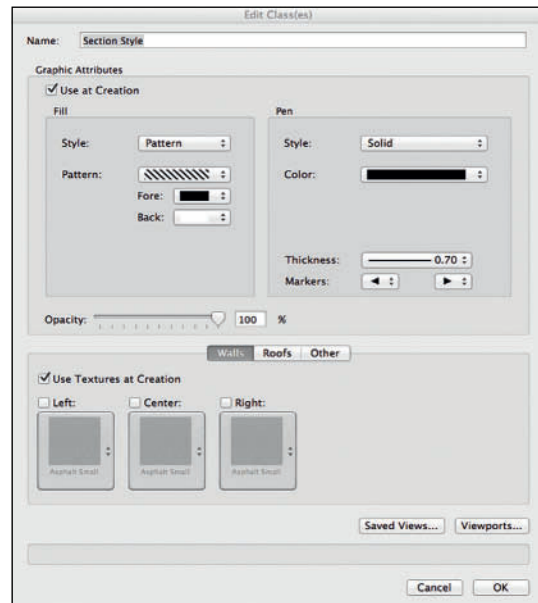 Edit Class(es)
Name: Section Style
Graphic Attributes
Use at Creation
Fill
Style: Pattern
Pattern:
Fore:
Back:
Pen
Style: Solid
Color:
Thickness: 0.70
Markers:
Opacity: 100 %
Walls Roofs Other
Use Textures at Creation
Left: Center: Right:
Asphalt Small Asphalt Small Asphalt Small
Saved Views... Viewports...
Cancel OK